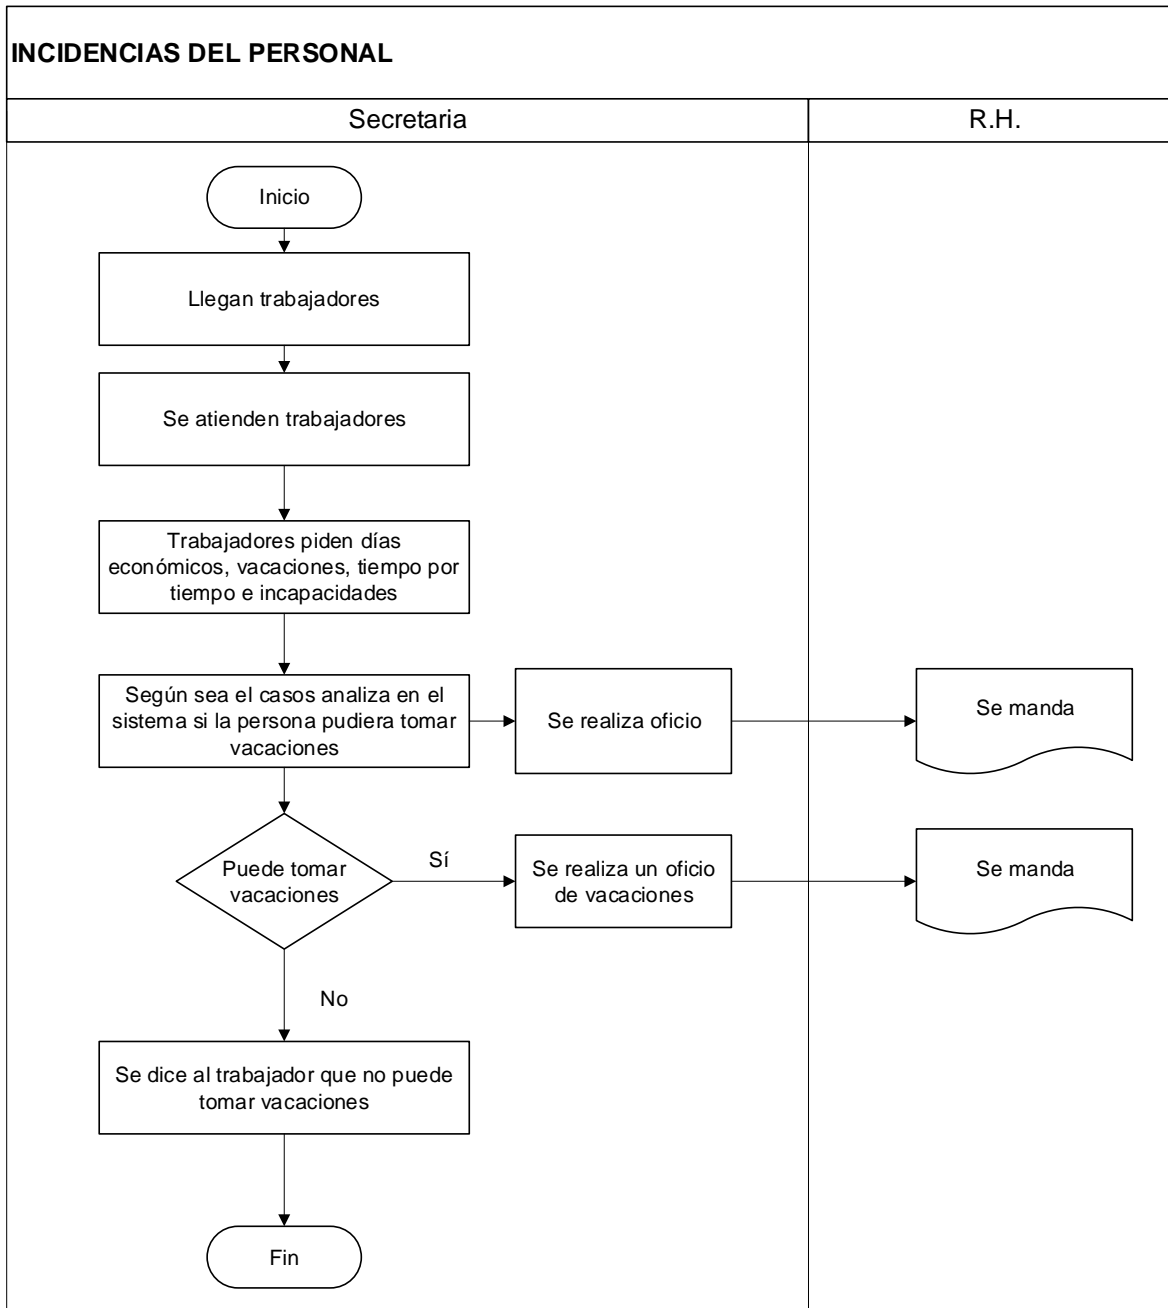 INCIDENCIAS DEL PERSONAL
Secretaria
R.H.
Inicio
Llegan trabajadores
Se atienden trabajadores
Trabajadores piden días
económicos, vacaciones, tiempo por
tiempo e incapacidades
Según sea el casos analiza en el
sistema si la persona pudiera tomar
vacaciones
Se realiza oficio
Se manda
Puede tomar
vacaciones
Sí
Se realiza un oficio
de vacaciones
Se manda
No
Se dice al trabajador que no puede
tomar vacaciones
Fin